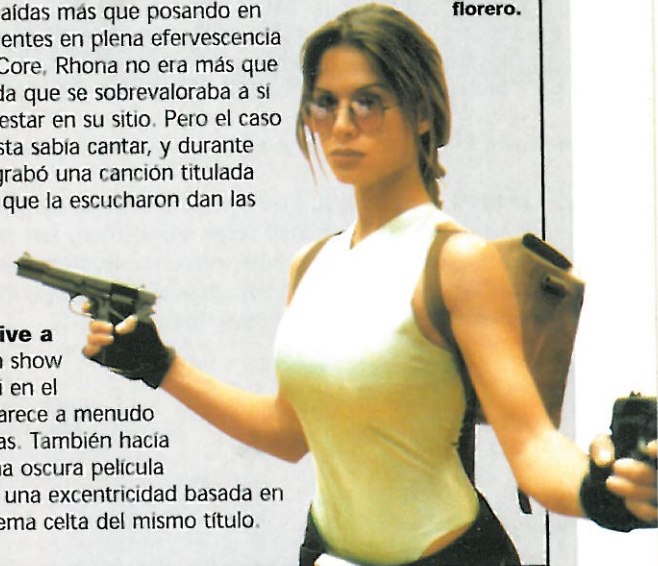 aídas más que posando en
entes en plena efervescencia
Core, Rhona no era más que
da que se sobrevaloraba a sí
estar en su sitio. Pero el caso
sta sabía cantar, y durante
grabó una canción titulada
que la escucharon dan las
florero.
ive a
n show
i en el
arece a menudo
as. También hacía
na oscura película
una excentricidad basada en
ema celta del mismo título.